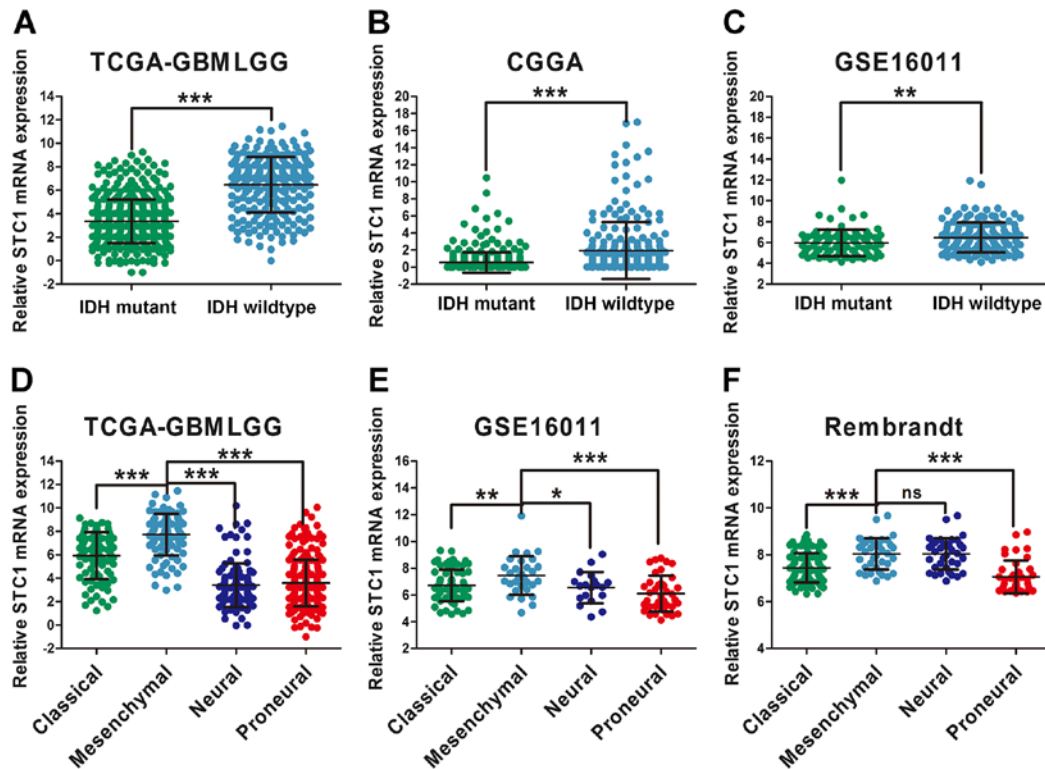 A
TCGA-GBMLGG
Relative STC1 mRNA expression
14
12
10
8
6
4
2
0
-2
***
IDH mutant
IDH wildtype
B
CGGA
Relative STC1 mRNA expression
20
18
16
14
12
10
8
6
4
2
0
-2
***
IDH mutant
IDH wildtype
C
GSE16011
Relative STC1 mRNA expression
20
18
16
14
12
10
8
6
4
2
**
IDH mutant
IDH wildtype
D
TCGA-GBMLGG
Relative STC1 mRNA expression
14
12
10
8
6
4
2
0
-2
***
***
***
Classical
Mesenchymal
Neural
Proneural
E
GSE16011
Relative STC1 mRNA expression
16
14
12
10
8
6
4
2
***
**
*
Classical
Mesenchymal
Neural
Proneural
F
Rembrandt
Relative STC1 mRNA expression
12
10
8
6
4
***
***
ns
Classical
Mesenchymal
Neural
Proneural